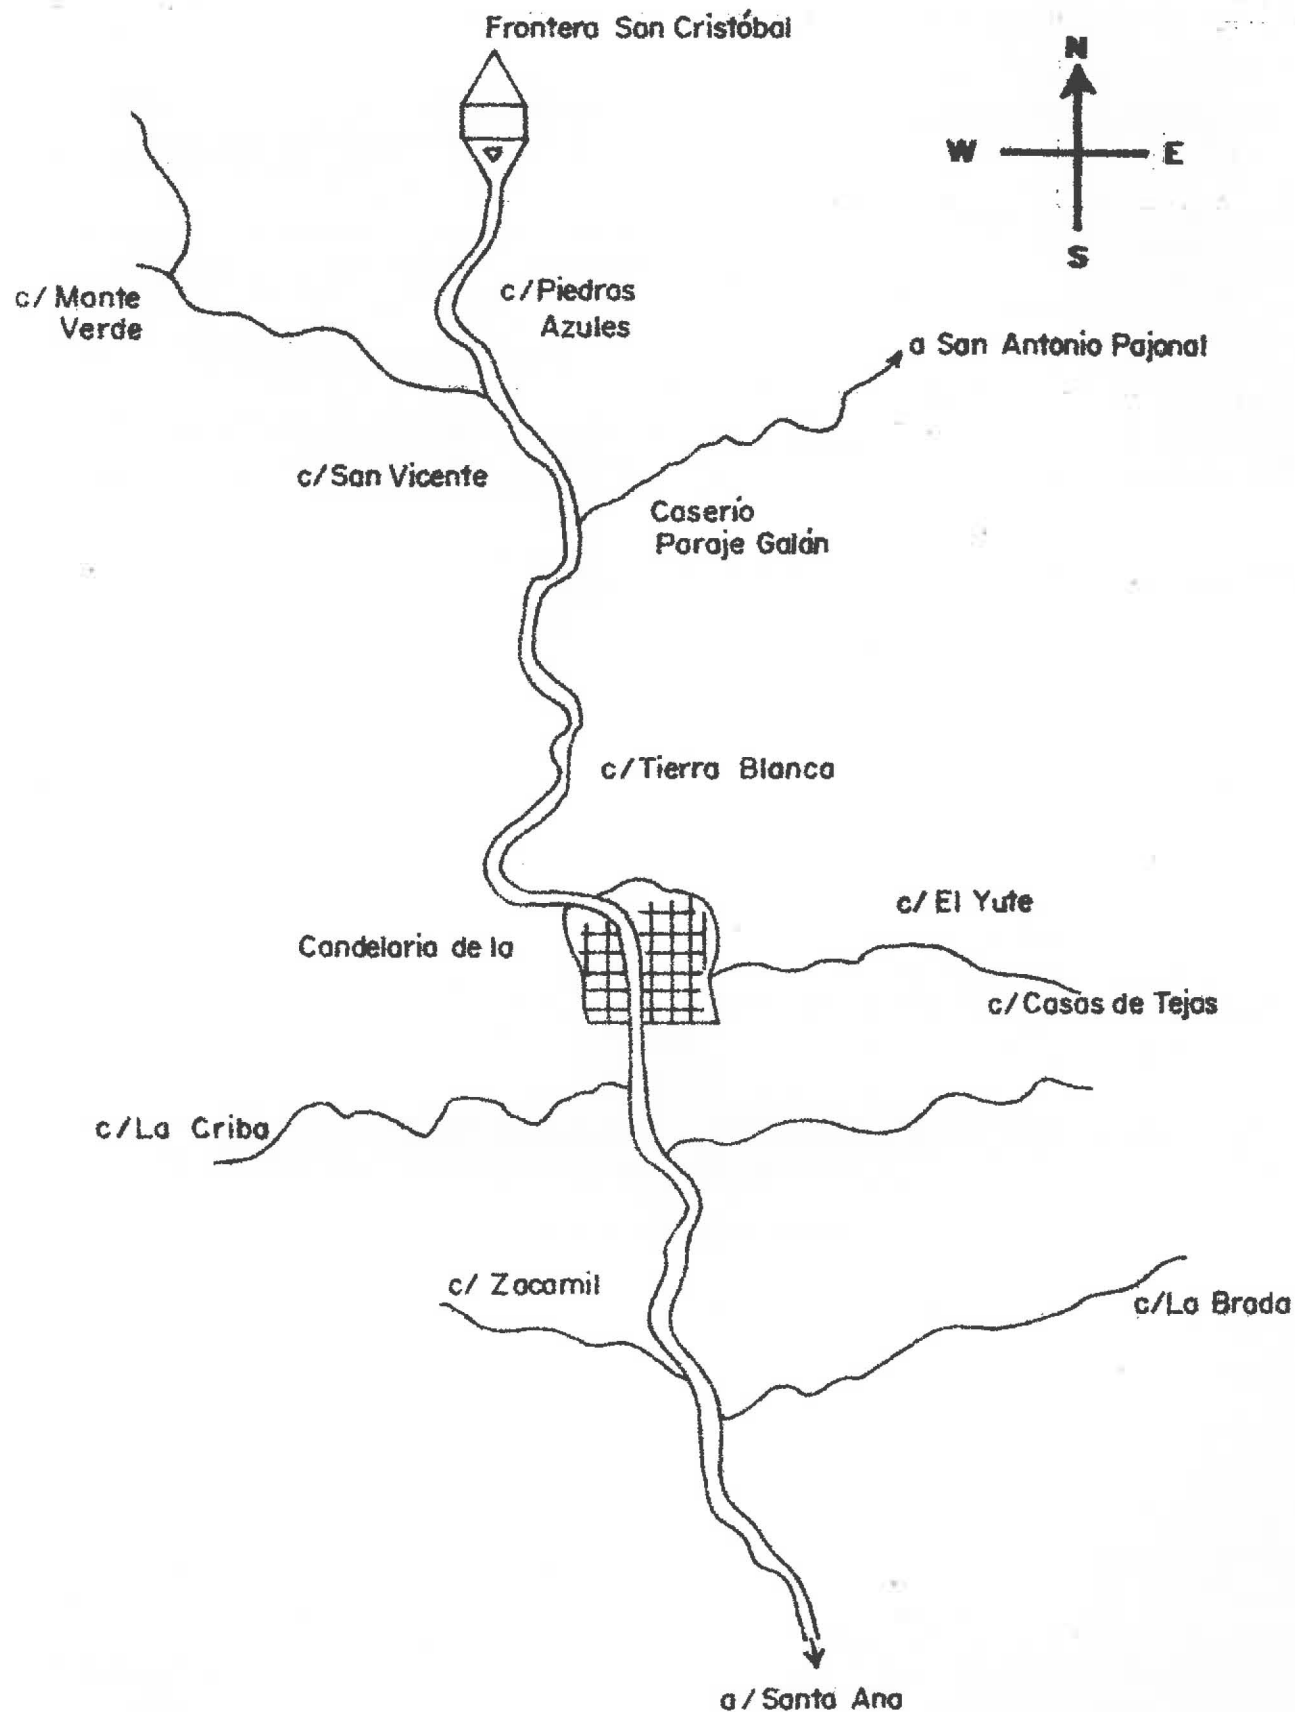 Frontera San Cristóbal
N
W E
S
c/Piedras
Azules
c/ Monte
Verde
a San Antonio Pajonal
c/San Vicente
Caserío
Paraje Galán
c/Tierra Blanca
c/ El Yute
Candelaria de la
c/Casas de Tejas
c/La Criba
c/ Zacamil
c/La Brada
a/Santa Ana